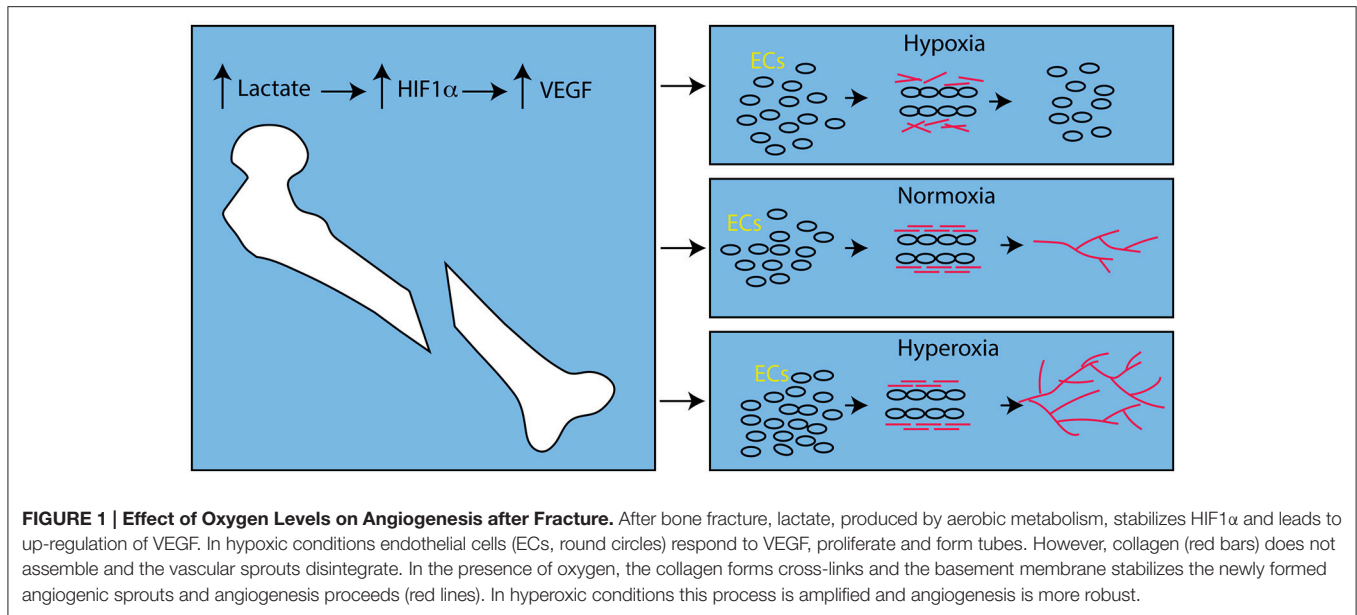 Lactate HIF1α VEGF
Hypoxia
ECs
Normoxia
ECs
Hyperoxia
ECs
FIGURE 1 | Effect of Oxygen Levels on Angiogenesis after Fracture. After bone fracture, lactate, produced by aerobic metabolism, stabilizes HIF1α and leads to
up-regulation of VEGF. In hypoxic conditions endothelial cells (ECs, round circles) respond to VEGF, proliferate and form tubes. However, collagen (red bars) does not
assemble and the vascular sprouts disintegrate. In the presence of oxygen, the collagen forms cross-links and the basement membrane stabilizes the newly formed
angiogenic sprouts and angiogenesis proceeds (red lines). In hyperoxic conditions this process is amplified and angiogenesis is more robust.